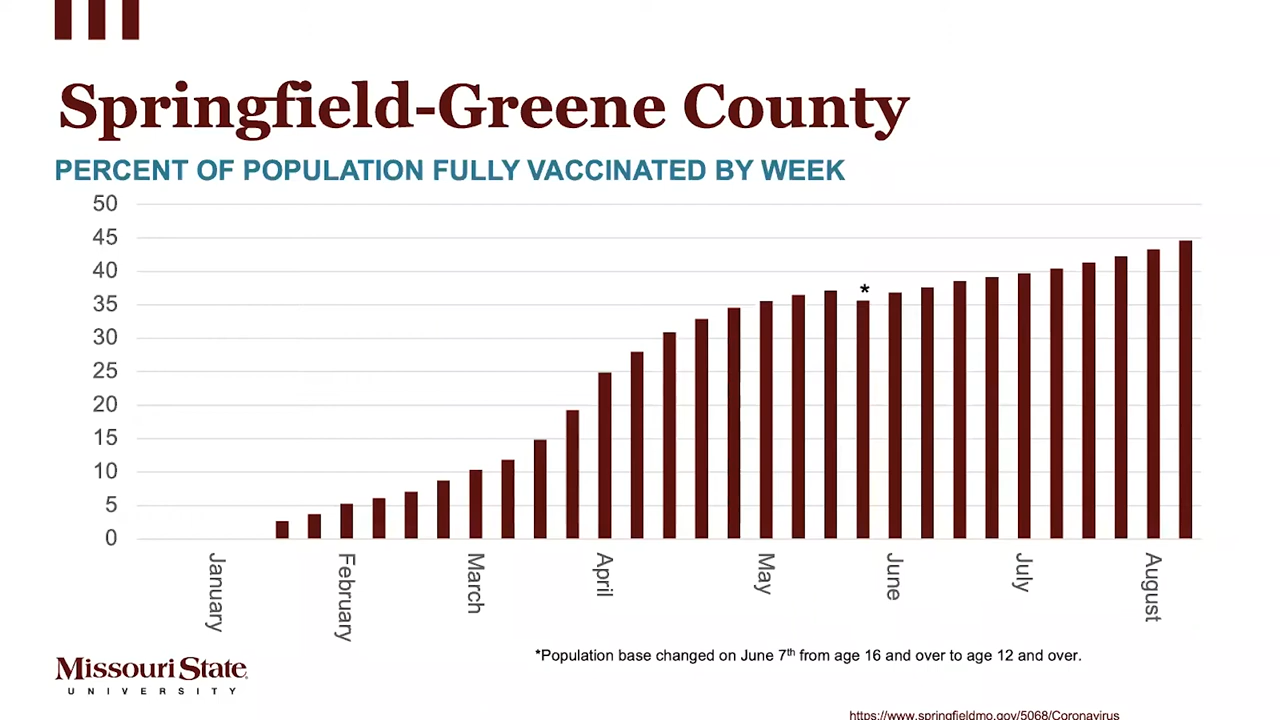 Springfield-Greene County
PERCENT OF POPULATION FULLY VACCINATED BY WEEK
50
45
40
35
30
25
20
15
10
5
0
*
January
February
March
April
May
June
July
August
*Population base changed on June 7th from age 16 and over to age 12 and over.
Missouri State
UNIVERSITY
https://www.springfieldmo.gov/5068/Coronavirus